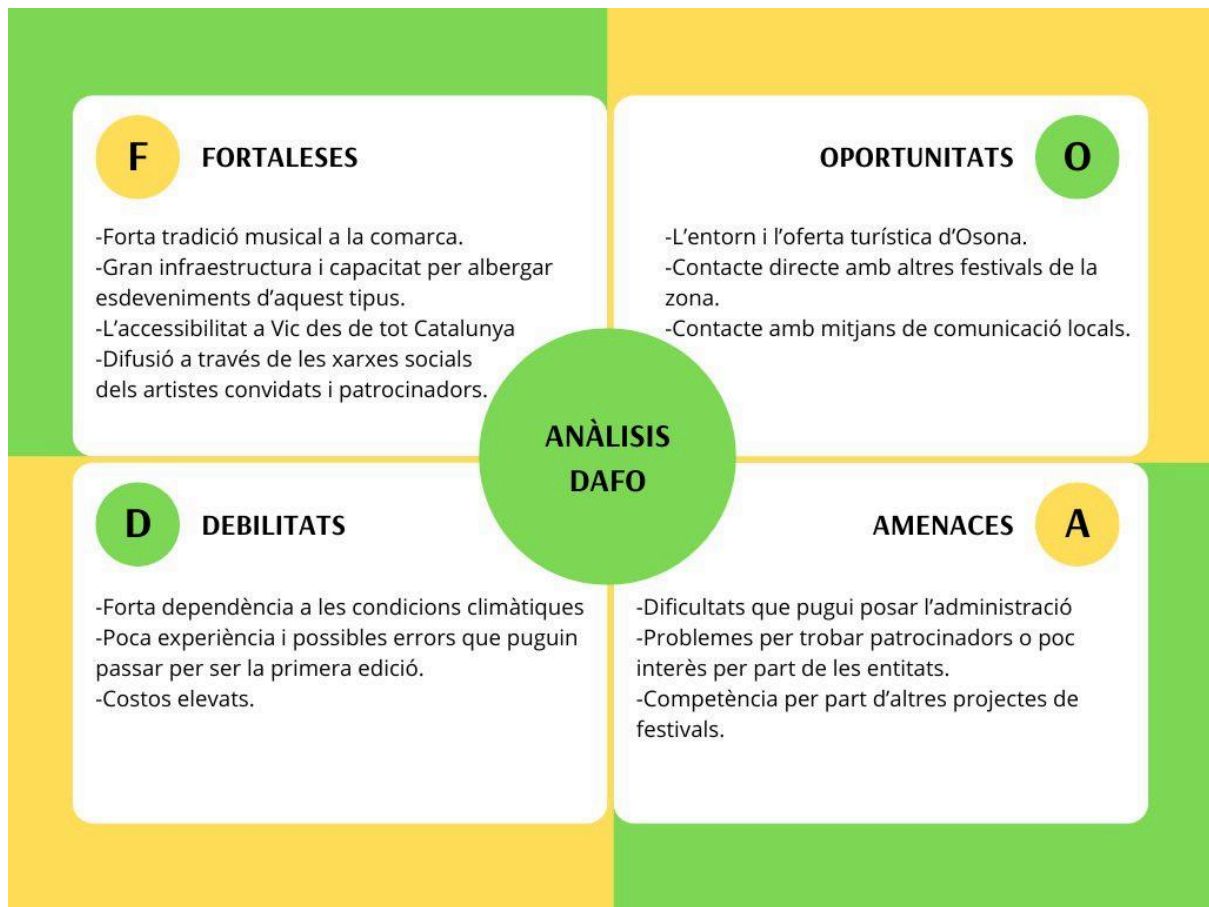 F
FORTALESES
-Forta tradició musical a la comarca.
-Gran infraestructura i capacitat per albergar
esdeveniments d’aquest tipus.
-L’accessibilitat a Vic des de tot Catalunya
-Difusió a través de les xarxes socials
dels artistes convidats i patrocinadors.
OPORTUNITATS
O
-L’entorn i l’oferta turística d’Osona.
-Contacte directe amb altres festivals de la
zona.
-Contacte amb mitjans de comunicació locals.
ANÀLISIS
DAFO
D
DEBILITATS
-Forta dependència a les condicions climàtiques
-Poca experiència i possibles errors que puguin
passar per ser la primera edició.
-Costos elevats.
AMENACES
A
-Dificultats que pugui posar l’administració
-Problemes per trobar patrocinadors o poc
interès per part de les entitats.
-Competència per part d’altres projectes de
festivals.